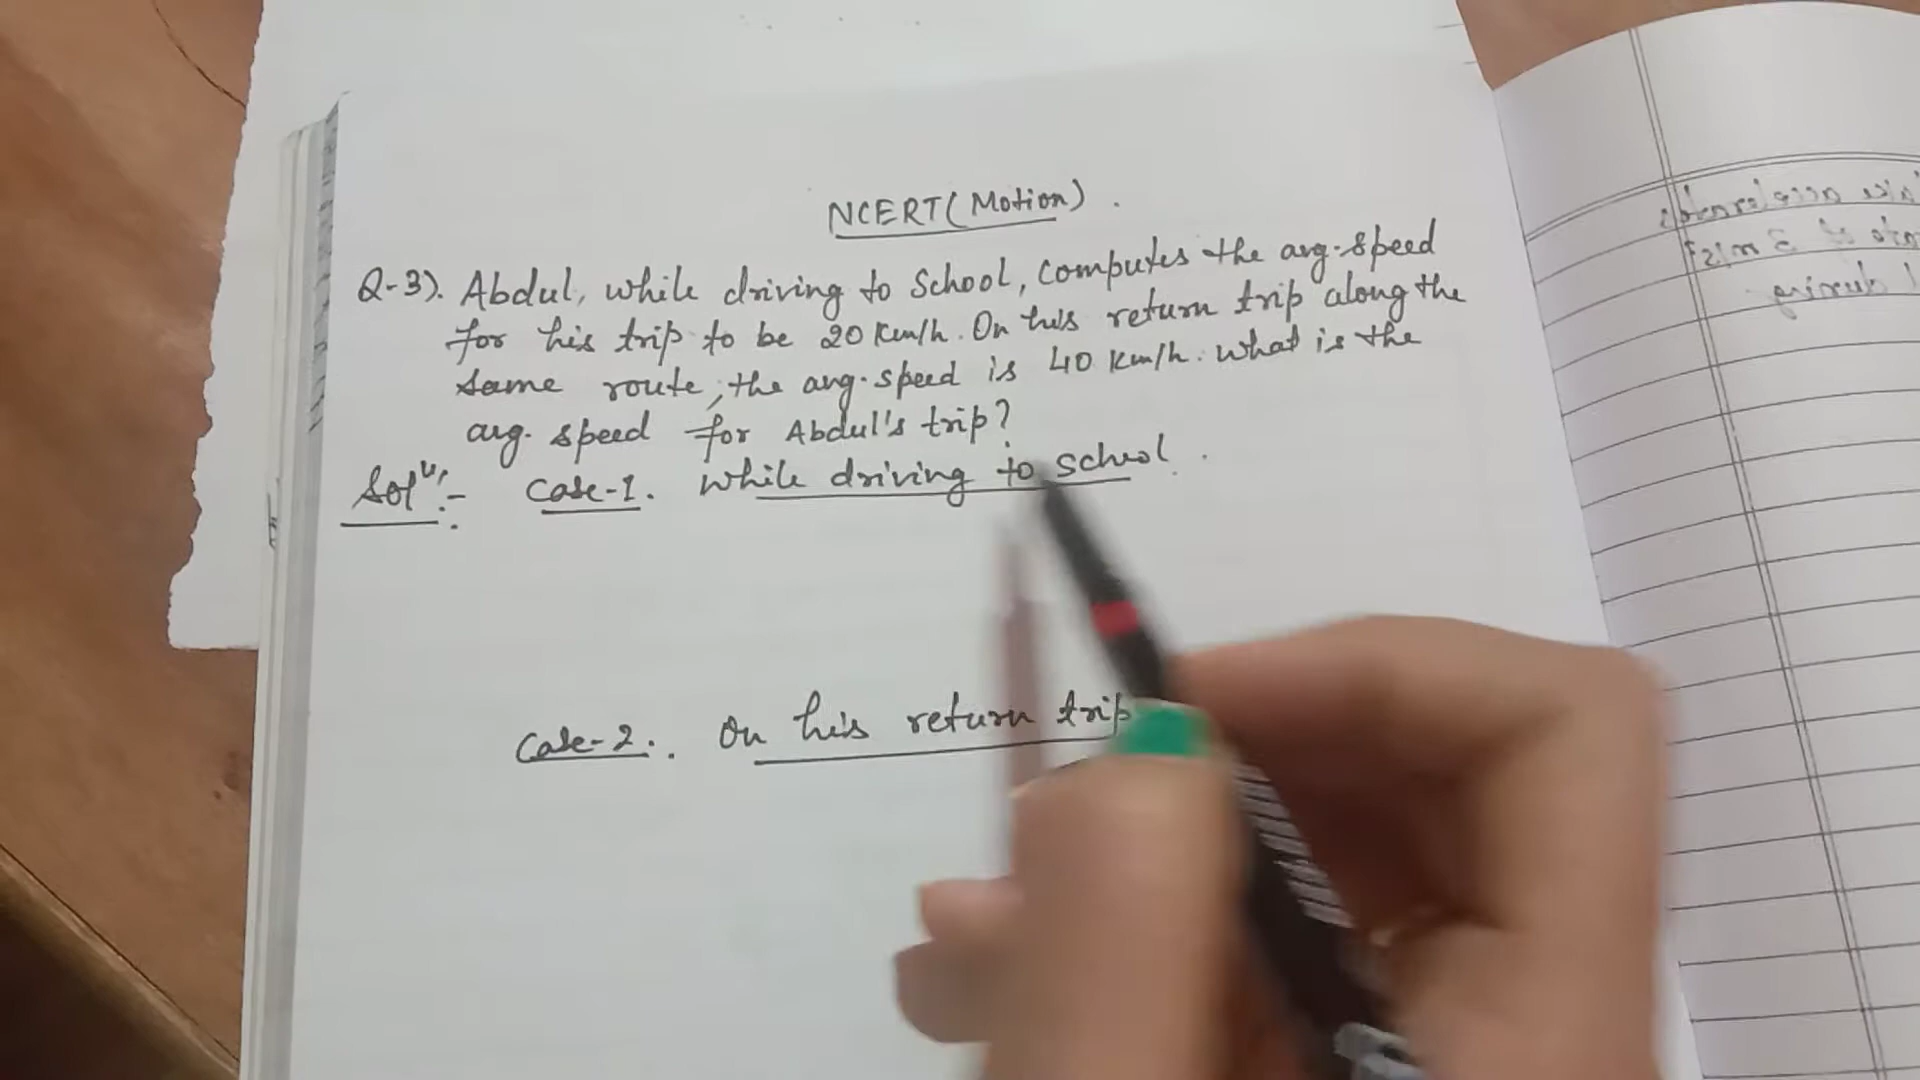 NCERT (Motion).
Q-3). Abdul, while driving to School, computes the avg. speed
for his trip to be 20 Km/h. On his return trip along the
same route, the avg. speed is 40 Km/h. What is the
avg. speed for Abdul's trip?
Solⁿ:- Case-1. While driving to school.
Case-2. On his return trip